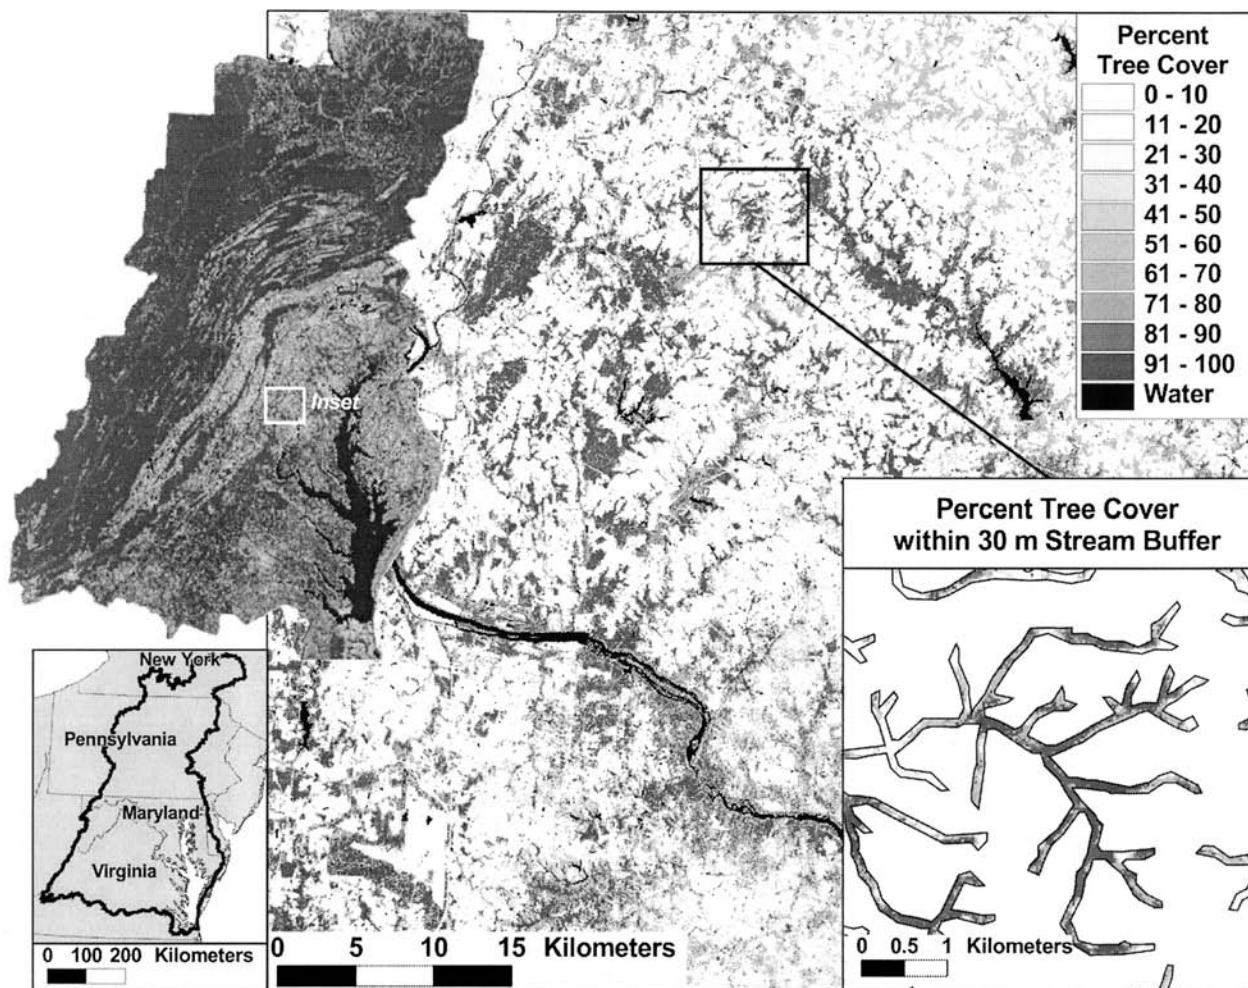 Percent
Tree Cover
0 - 10
11 - 20
21 - 30
31 - 40
41 - 50
51 - 60
61 - 70
71 - 80
81 - 90
91 - 100
Water
Inset
Percent Tree Cover
within 30 m Stream Buffer
New York
Pennsylvania
Maryland
Virginia
0 100 200 Kilometers
0 5 10 15 Kilometers
0 0.5 1 Kilometers